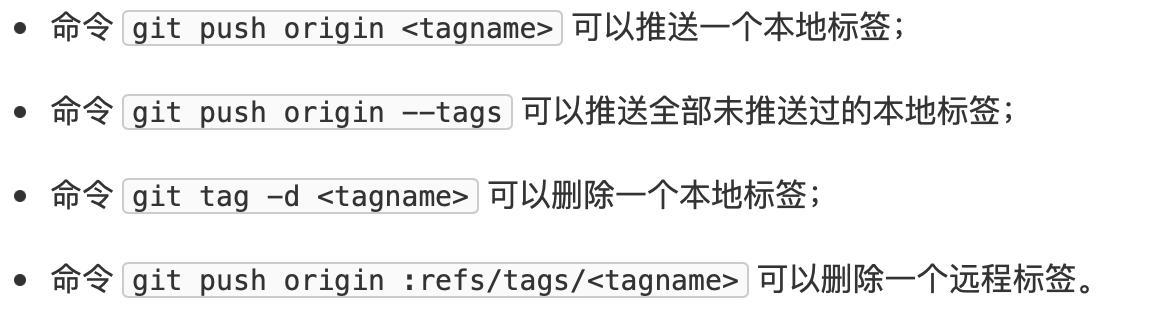 • 命令 git push origin <tagname> 可以推送一个本地标签；
• 命令 git push origin --tags 可以推送全部未推送过的本地标签；
• 命令 git tag -d <tagname> 可以删除一个本地标签；
• 命令 git push origin :refs/tags/<tagname> 可以删除一个远程标签。